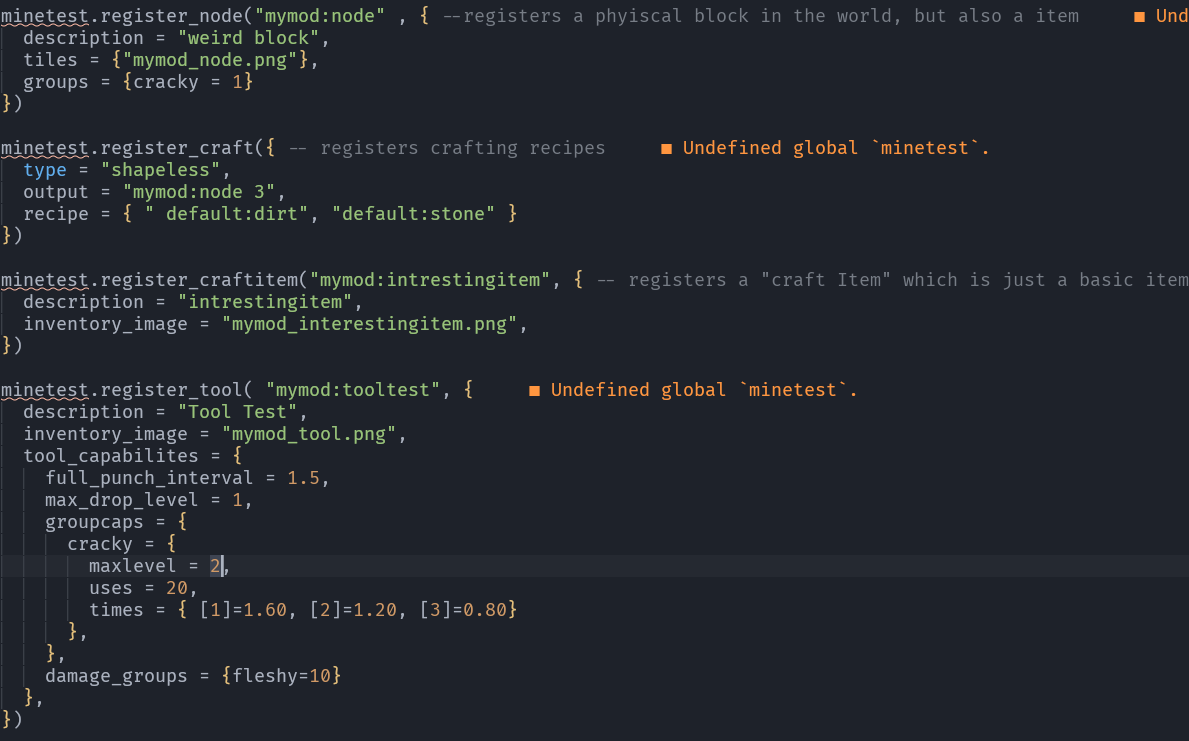 minetest.register_node("mymod:node" , { --registers a phyiscal block in the world, but also a item ■ Und
description = "weird block",
tiles = {"mymod_node.png"},
groups = {cracky = 1}
})
minetest.register_craft({ -- registers crafting recipes ■ Undefined global `minetest`.
type = "shapeless",
output = "mymod:node 3",
recipe = { " default:dirt", "default:stone" }
})
minetest.register_craftitem("mymod:intrestingitem", { -- registers a "craft Item" which is just a basic item
description = "intrestingitem",
inventory_image = "mymod_interestingitem.png",
})
minetest.register_tool( "mymod:tooltest", { ■ Undefined global `minetest`.
description = "Tool Test",
inventory_image = "mymod_tool.png",
tool_capabilites = {
full_punch_interval = 1.5,
max_drop_level = 1,
groupcaps = {
cracky = {
maxlevel = 2,
uses = 20,
times = { [1]=1.60, [2]=1.20, [3]=0.80}
},
},
damage_groups = {fleshy=10}
},
})